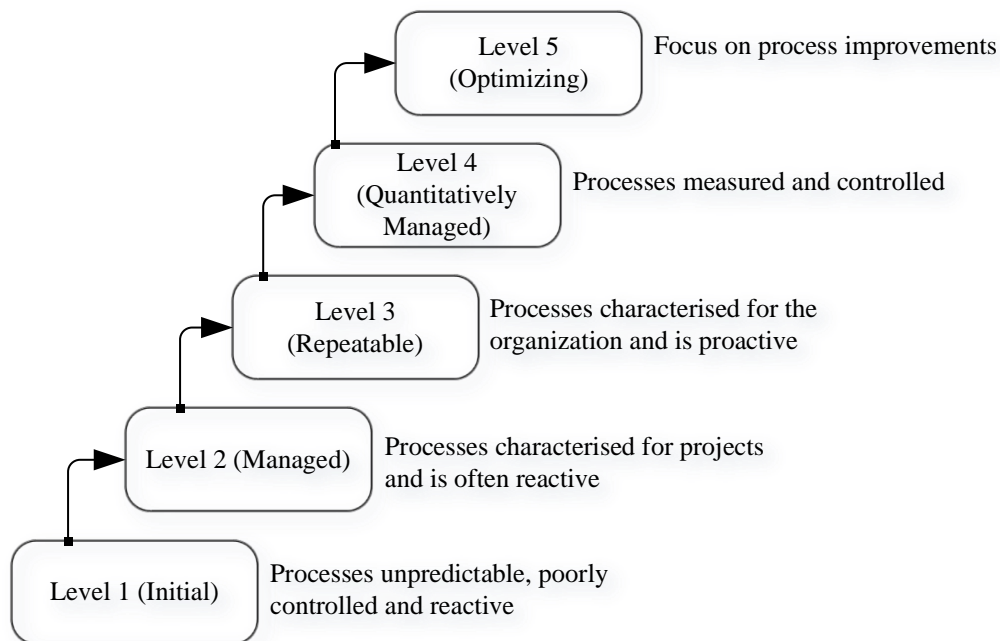 Level 5
(Optimizing)
Focus on process improvements
Level 4
(Quantitatively
Managed)
Processes measured and controlled
Level 3
(Repeatable)
Processes characterised for the
organization and is proactive
Level 2 (Managed)
Processes characterised for projects
and is often reactive
Level 1 (Initial)
Processes unpredictable, poorly
controlled and reactive